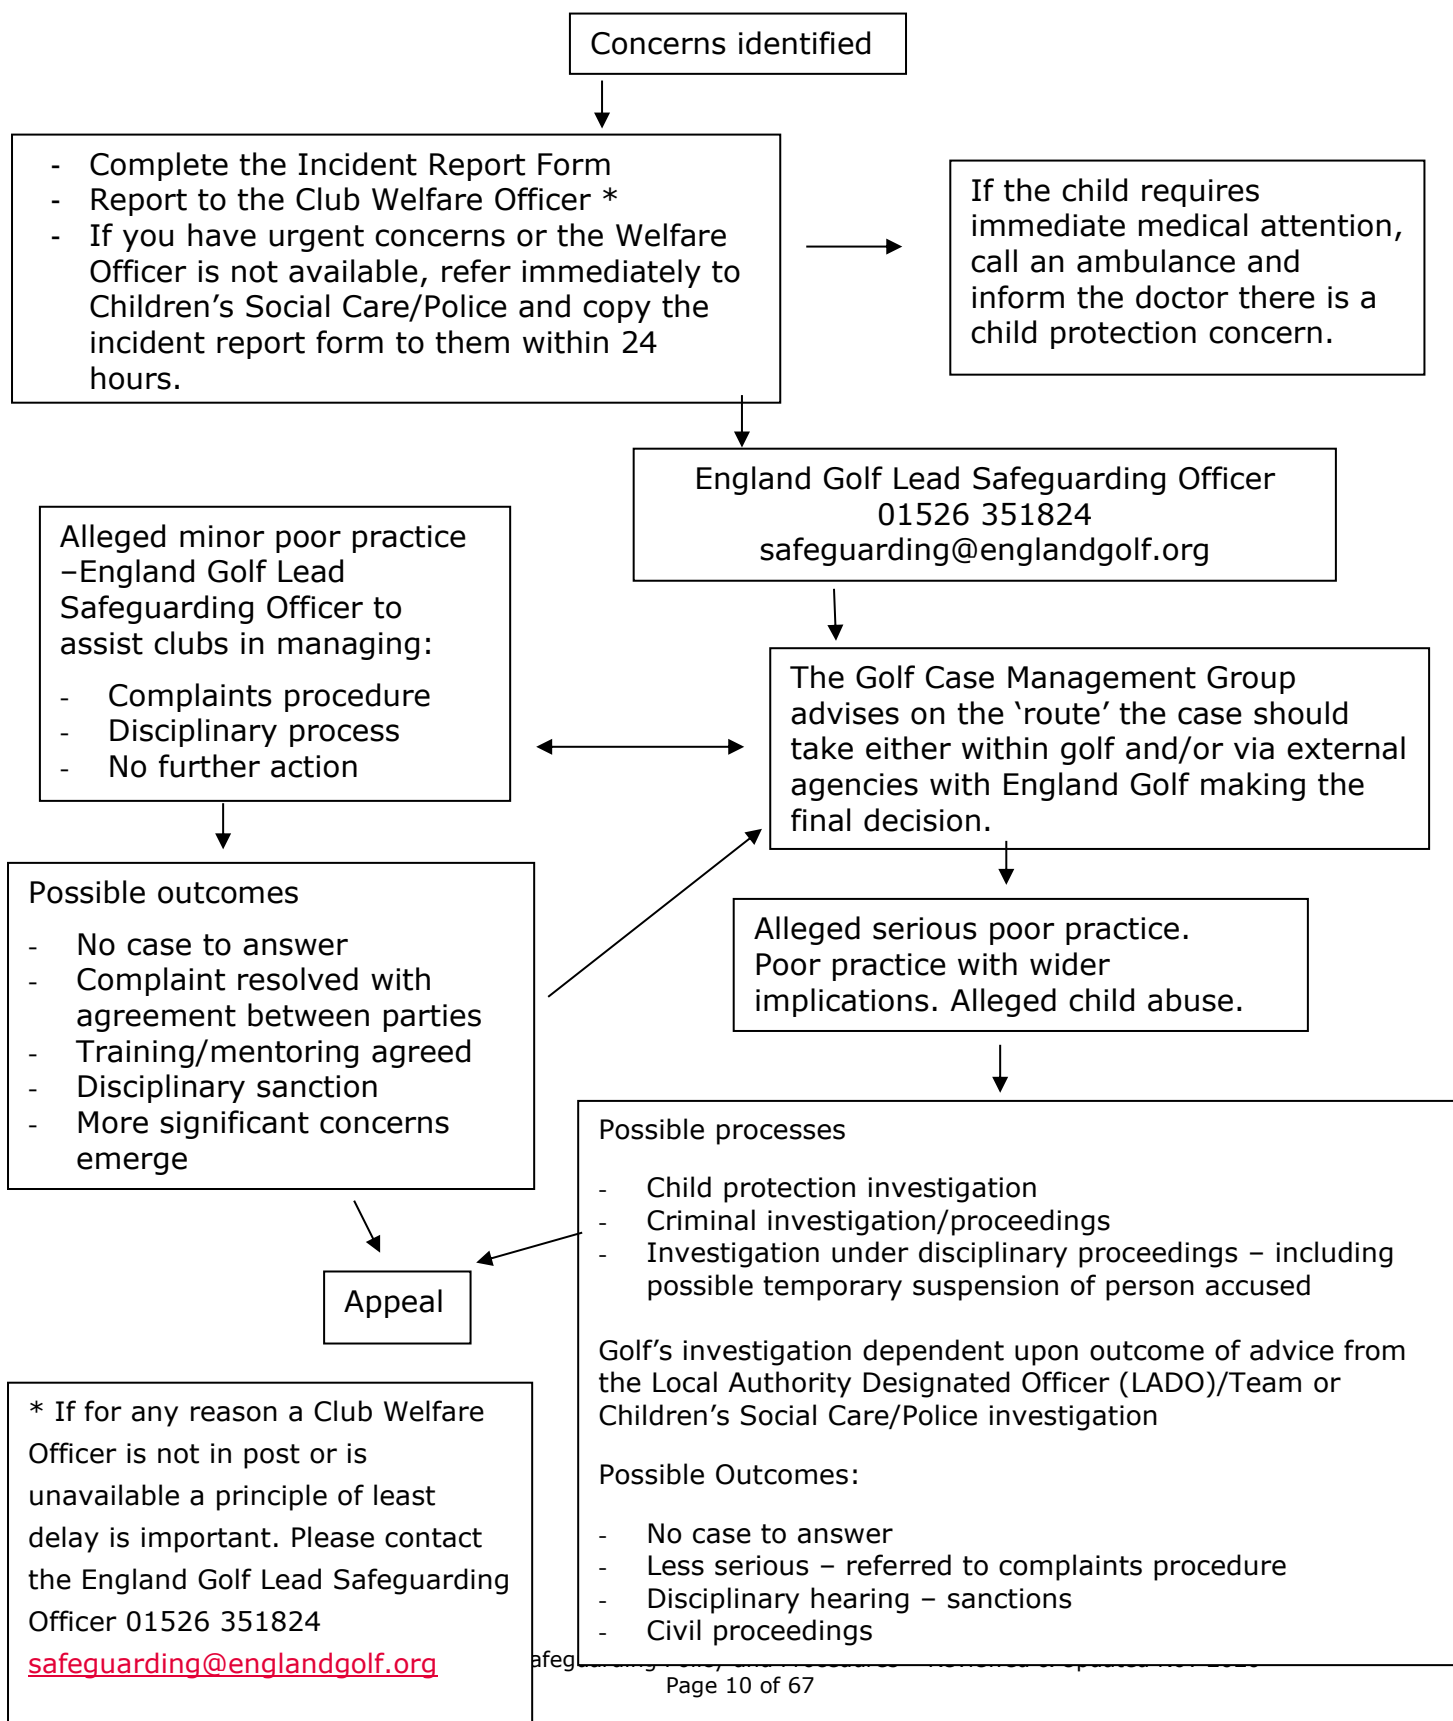 Concerns identified
- Complete the Incident Report Form
- Report to the Club Welfare Officer *
- If you have urgent concerns or the Welfare
Officer is not available, refer immediately to
Children’s Social Care/Police and copy the
incident report form to them within 24
hours.
If the child requires
immediate medical attention,
call an ambulance and
inform the doctor there is a
child protection concern.
England Golf Lead Safeguarding Officer
01526 351824
safeguarding@englandgolf.org
Alleged minor poor practice
–England Golf Lead
Safeguarding Officer to
assist clubs in managing:
- Complaints procedure
- Disciplinary process
- No further action
The Golf Case Management Group
advises on the ‘route’ the case should
take either within golf and/or via external
agencies with England Golf making the
final decision.
Possible outcomes
- No case to answer
- Complaint resolved with
agreement between parties
- Training/mentoring agreed
- Disciplinary sanction
- More significant concerns
emerge
Alleged serious poor practice.
Poor practice with wider
implications. Alleged child abuse.
Possible processes
- Child protection investigation
- Criminal investigation/proceedings
- Investigation under disciplinary proceedings – including
possible temporary suspension of person accused
Golf’s investigation dependent upon outcome of advice from
the Local Authority Designated Officer (LADO)/Team or
Children’s Social Care/Police investigation
Possible Outcomes:
- No case to answer
- Less serious – referred to complaints procedure
- Disciplinary hearing – sanctions
- Civil proceedings
Appeal
* If for any reason a Club Welfare
Officer is not in post or is
unavailable a principle of least
delay is important. Please contact
the England Golf Lead Safeguarding
Officer 01526 351824
safeguarding@englandgolf.org
Page 10 of 67